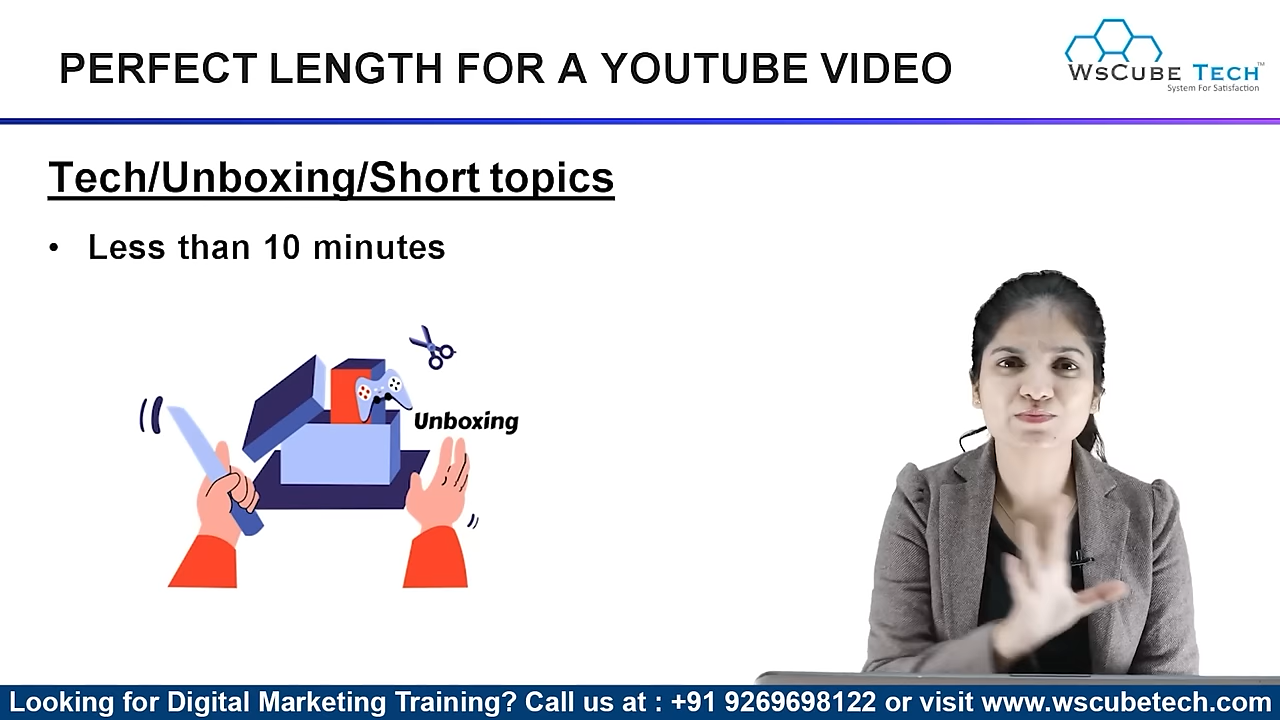 PERFECT LENGTH FOR A YOUTUBE VIDEO
WSCUBE TECH™
System For Satisfaction
Tech/Unboxing/Short topics
• Less than 10 minutes
Unboxing
Looking for Digital Marketing Training? Call us at : +91 9269698122 or visit www.wscubetech.com